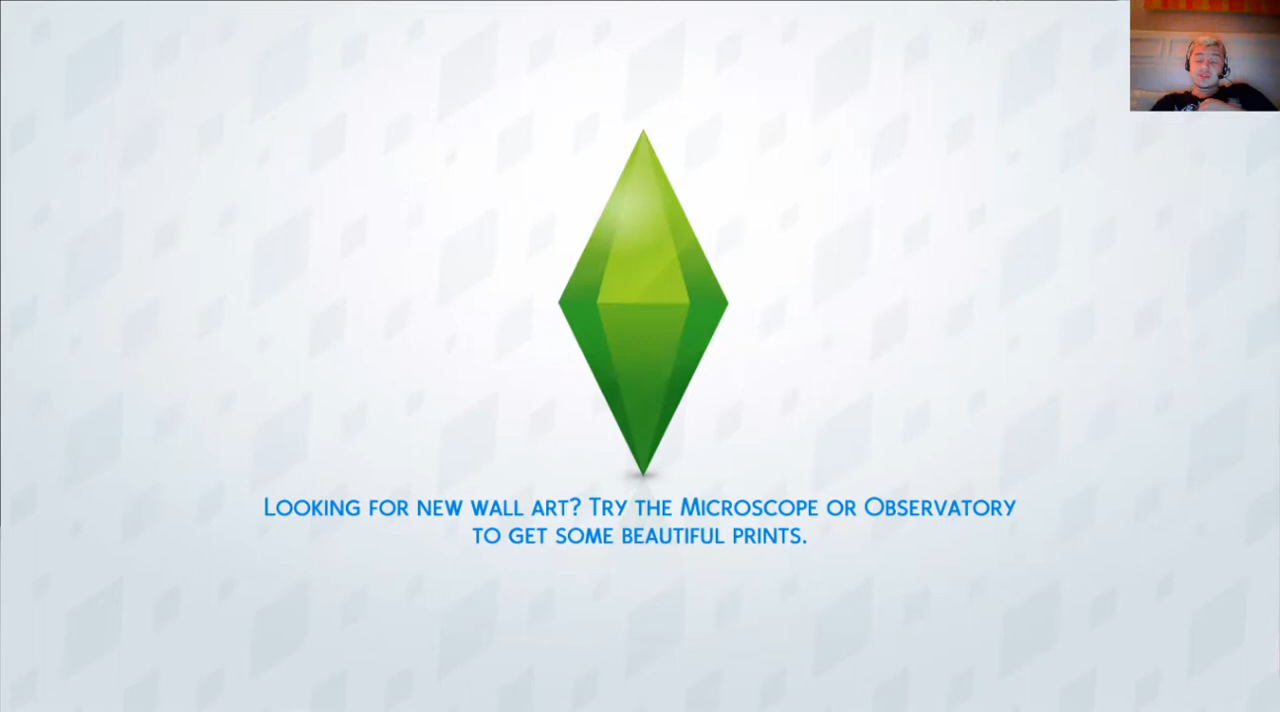 Looking for new wall art? Try the Microscope or Observatory
to get some beautiful prints.